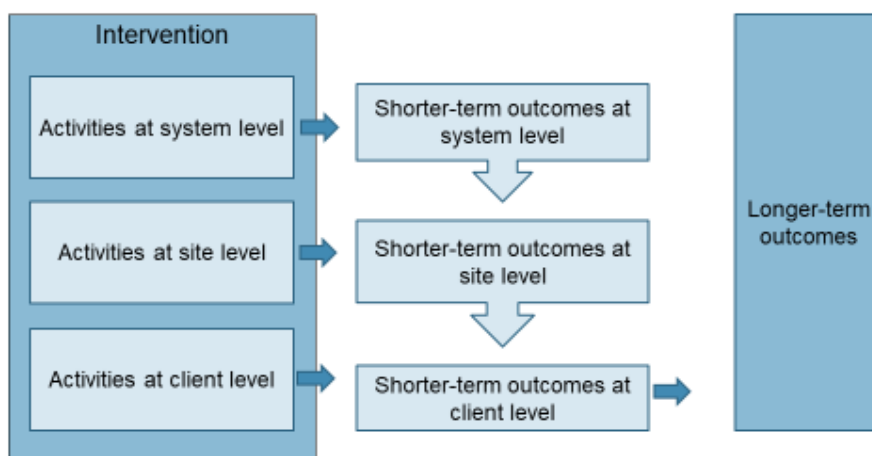 Intervention
Activities at system level
Shorter-term outcomes at
system level
Activities at site level
Shorter-term outcomes at
site level
Activities at client level
Shorter-term outcomes at
client level
Longer-term
outcomes